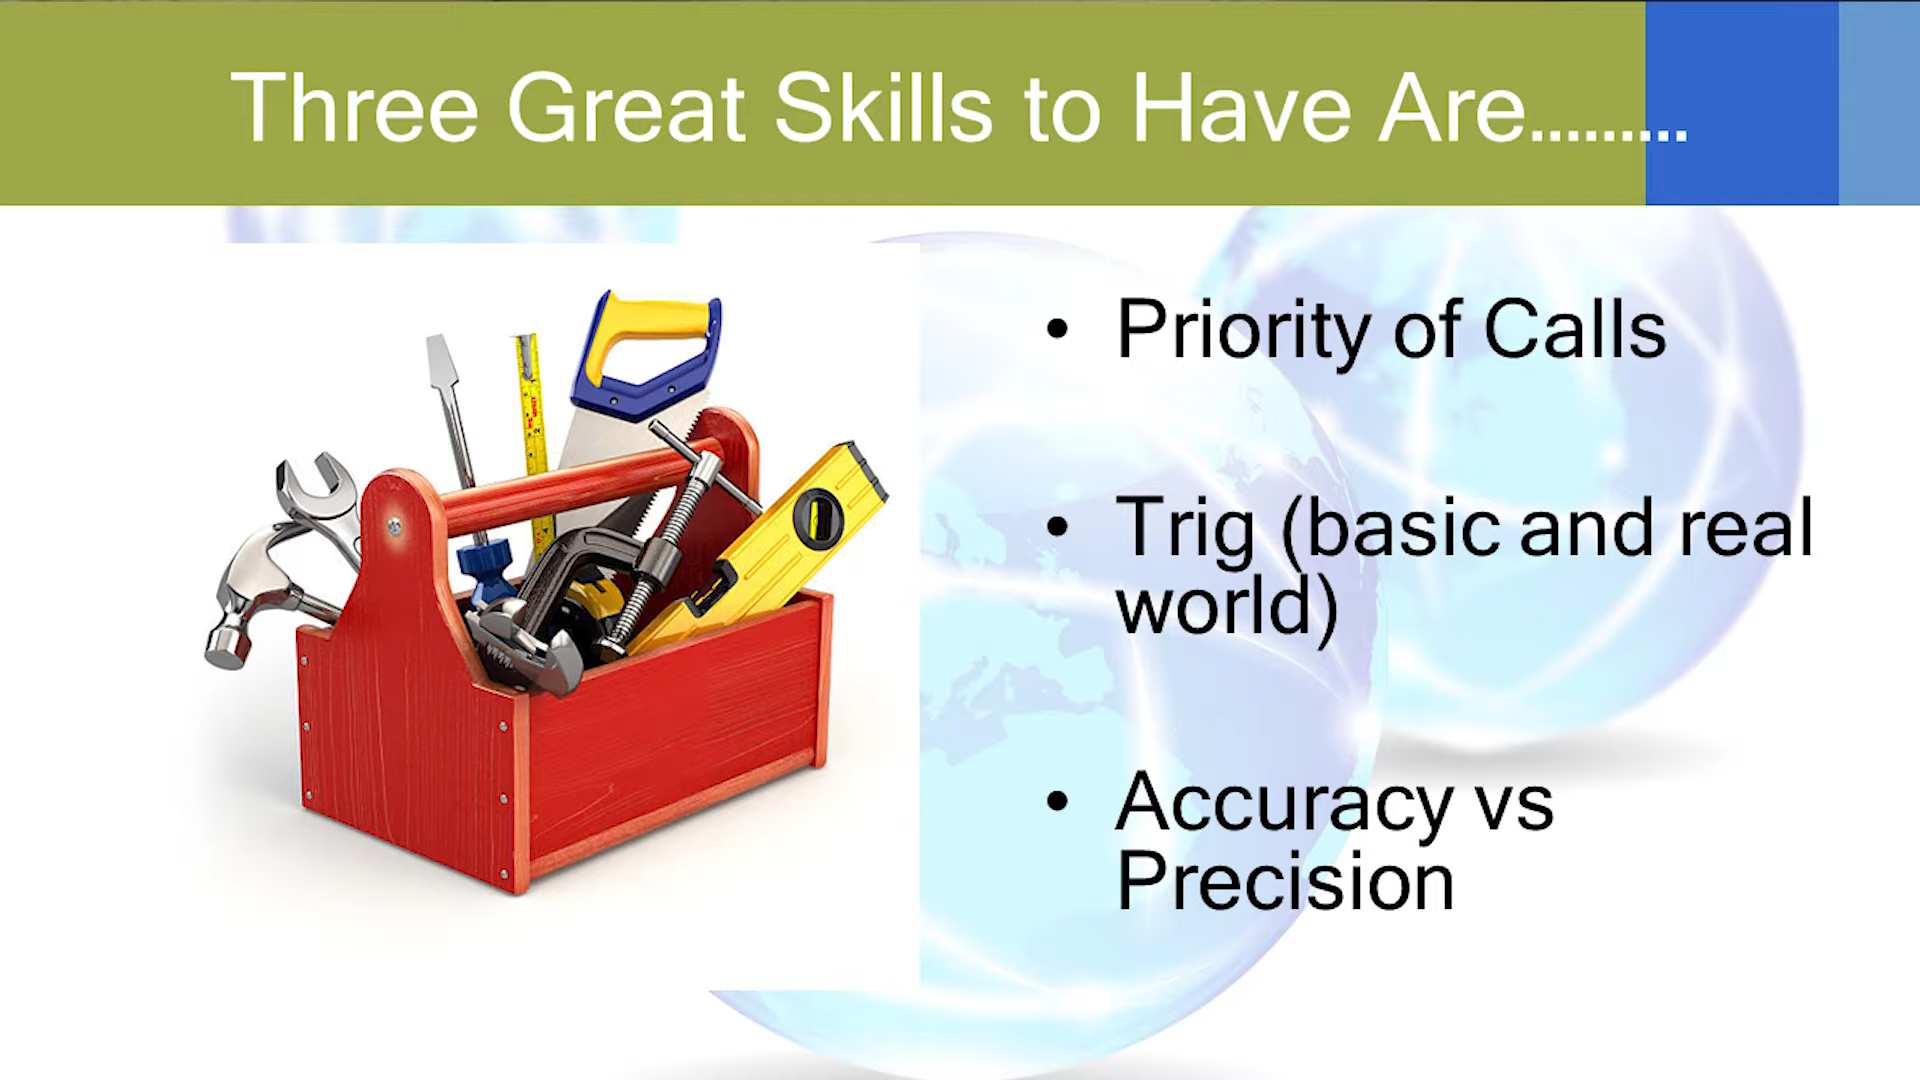 Three Great Skills to Have Are.........
• Priority of Calls
• Trig (basic and real
world)
• Accuracy vs
Precision